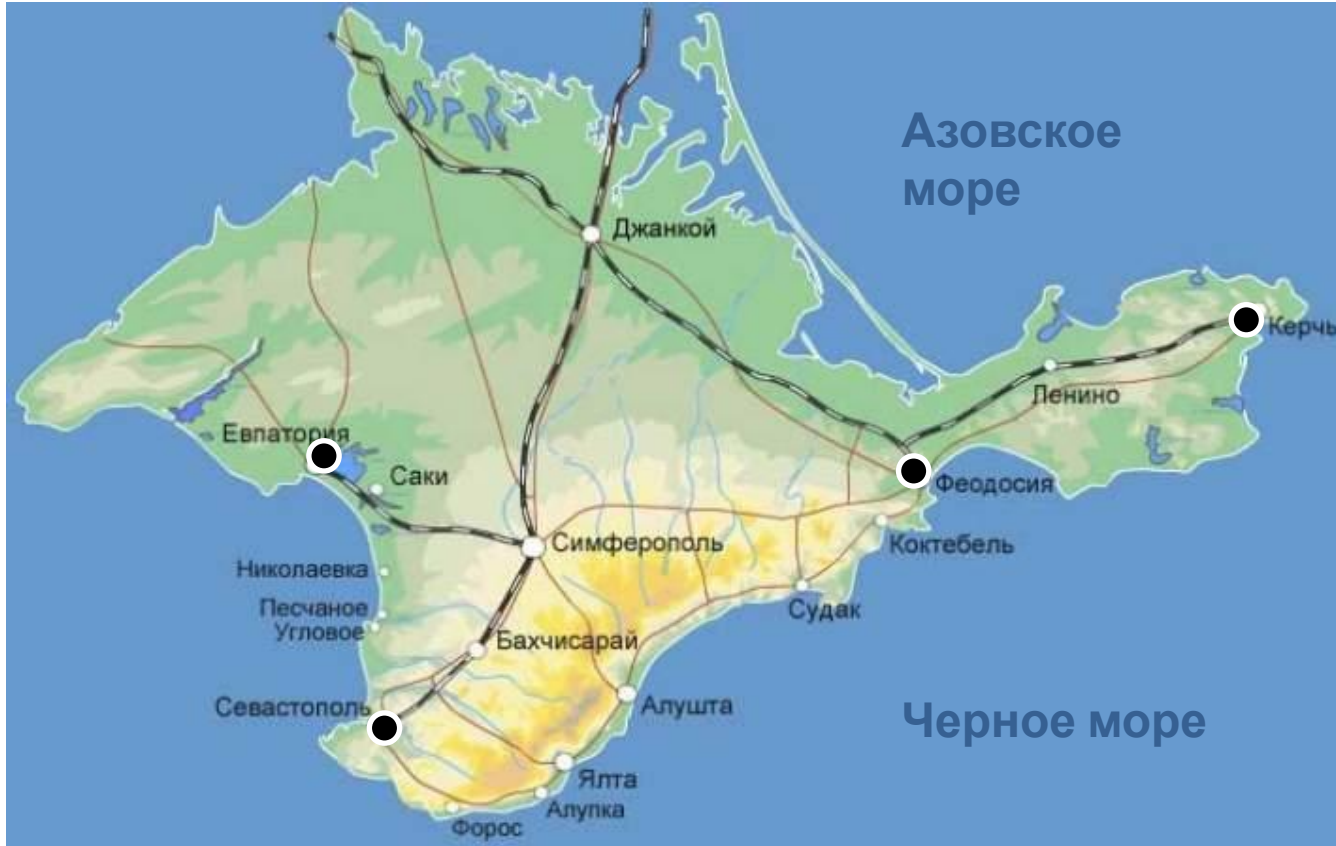 Азовское
море
Джанкой
Керчь
Ленино
Евпатория
Саки
Феодосия
Симферополь
Коктебель
Николаевка
Судак
Песчаное
Угловое
Бахчисарай
Севастополь
Алушта
Черное море
Ялта
Алупка
Форос